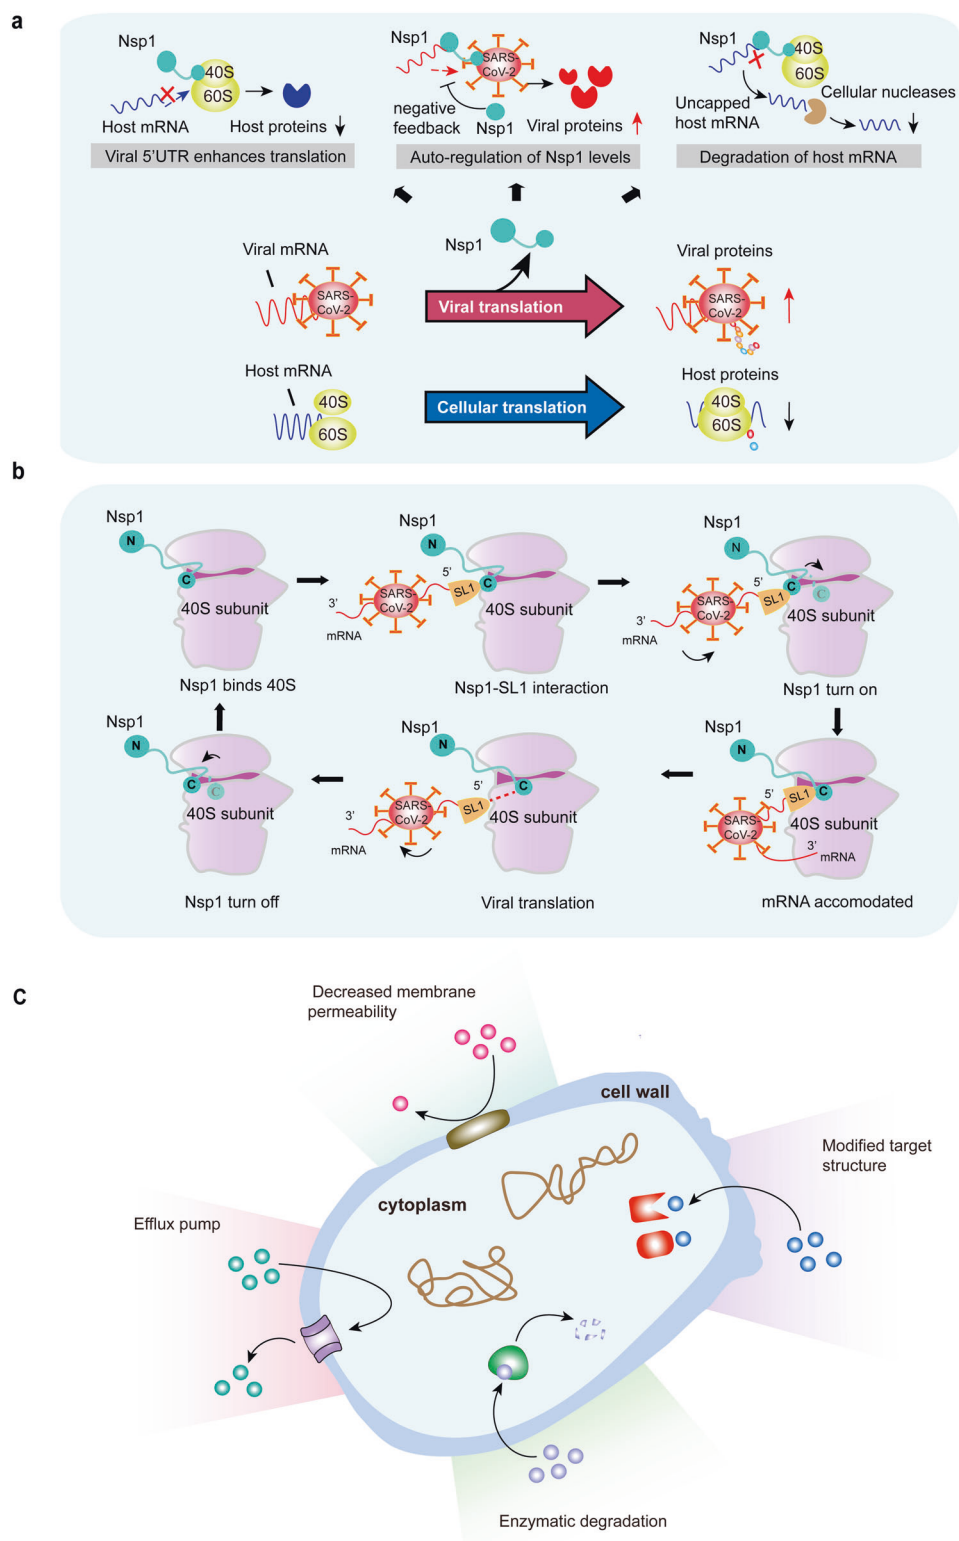 a
Nsp1
40S
60S
Host mRNA
Host proteins
Viral 5'UTR enhances translation
Nsp1
SARS-
CoV-2
negative
feedback
Nsp1
Viral proteins
Auto-regulation of Nsp1 levels
Nsp1
40S
60S
Cellular nucleases
Uncapped
host mRNA
Degradation of host mRNA
Nsp1
Viral mRNA
SARS-
CoV-2
Viral translation
Viral proteins
SARS-
CoV-2
Host mRNA
40S
60S
Cellular translation
Host proteins
40S
60S
b
Nsp1
N
C
40S subunit
Nsp1 binds 40S
Nsp1
N
5'
C
SL1
SARS-
CoV-2
40S subunit
3'
mRNA
Nsp1-SL1 interaction
Nsp1
N
5'
C
C
SL1
SARS-
CoV-2
40S subunit
3'
mRNA
Nsp1 turn on
Nsp1
N
C
C
40S subunit
Nsp1 turn off
Nsp1
N
5'
C
SL1
SARS-
CoV-2
40S subunit
3'
mRNA
Viral translation
Nsp1
N
5'
SL1
C
SARS-
CoV-2
40S subunit
3'
mRNA
mRNA accomodated
C
Decreased membrane
permeability
cell wall
Modified target
structure
cytoplasm
Efflux pump
Enzymatic degradation